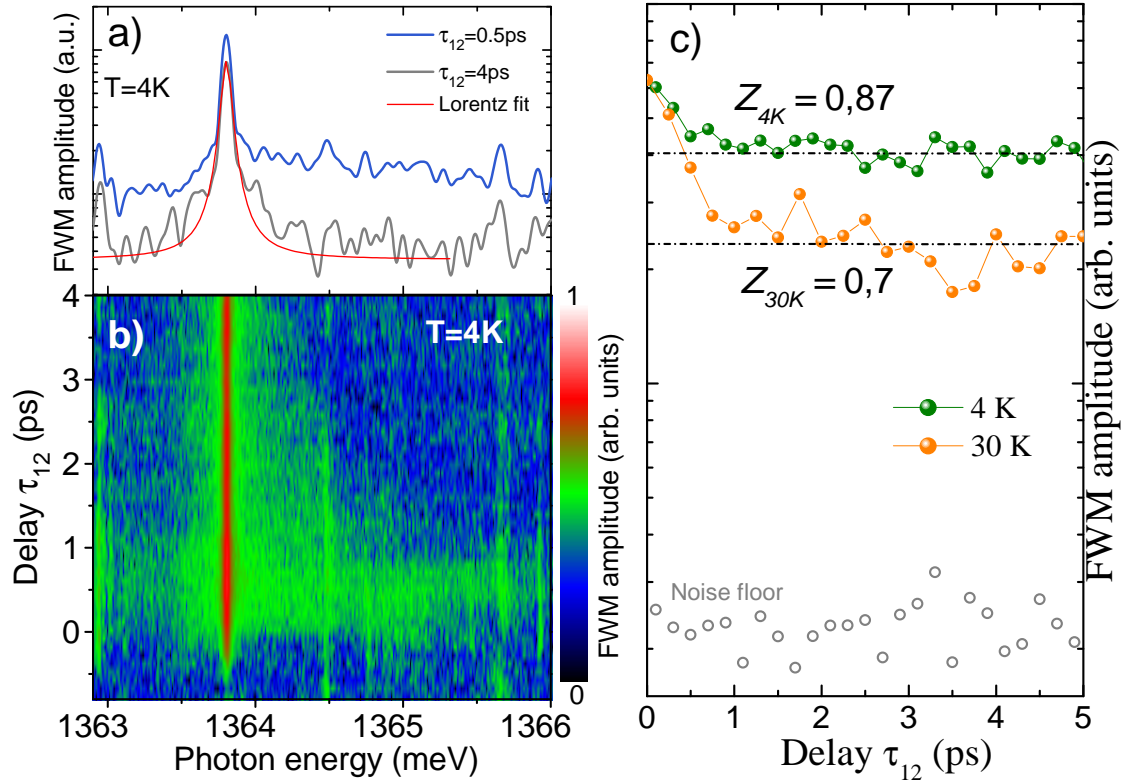 a)
T=4K
τ12=0.5ps
τ12=4ps
Lorentz fit
FWM amplitude (a.u.)
b)
T=4K
4
3
2
1
0
Delay τ12 (ps)
1363
1364
1365
1366
Photon energy (meV)
1
0
FWM amplitude (arb. units)
c)
Z4K = 0,87
Z30K = 0,7
4 K
30 K
Noise floor
FWM amplitude (arb. units)
0
1
2
3
4
5
Delay τ12 (ps)